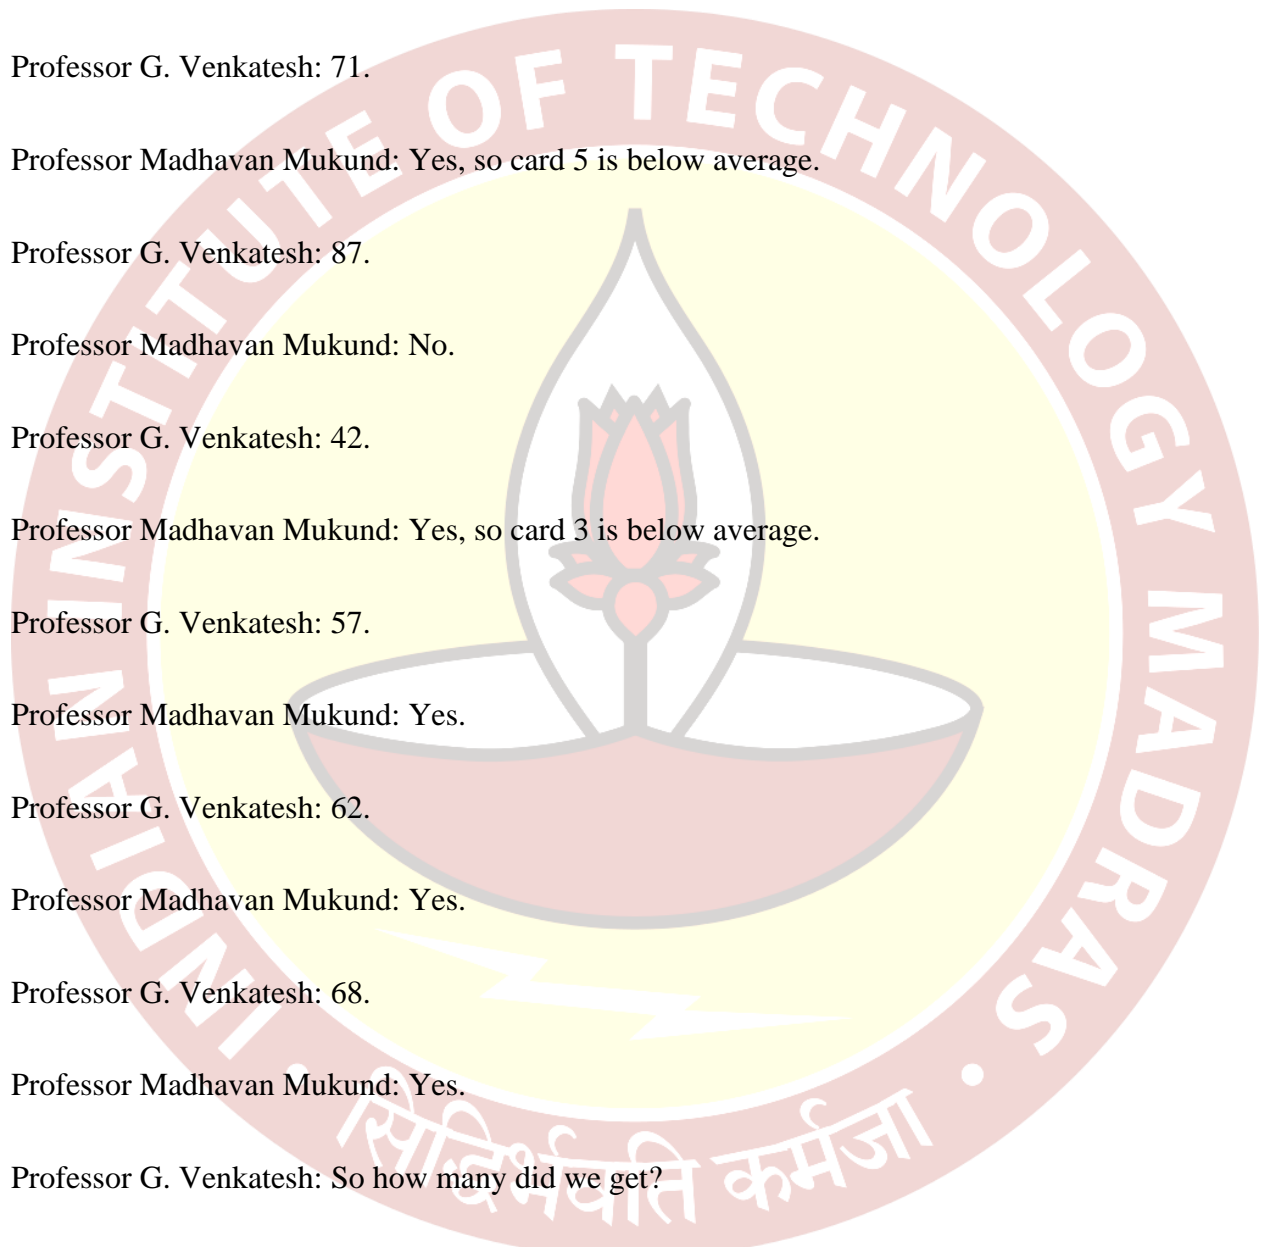 Professor G. Venkatesh: 71.
Professor Madhavan Mukund: Yes, so card 5 is below average.
Professor G. Venkatesh: 87.
Professor Madhavan Mukund: No.
Professor G. Venkatesh: 42.
Professor Madhavan Mukund: Yes, so card 3 is below average.
Professor G. Venkatesh: 57.
Professor Madhavan Mukund: Yes.
Professor G. Venkatesh: 62.
Professor Madhavan Mukund: Yes.
Professor G. Venkatesh: 68.
Professor Madhavan Mukund: Yes.
Professor G. Venkatesh: So how many did we get?
INDIAN INSTITUTE OF TECHNOLOGY MADRAS
सिद्धिर्भवति कर्मजा